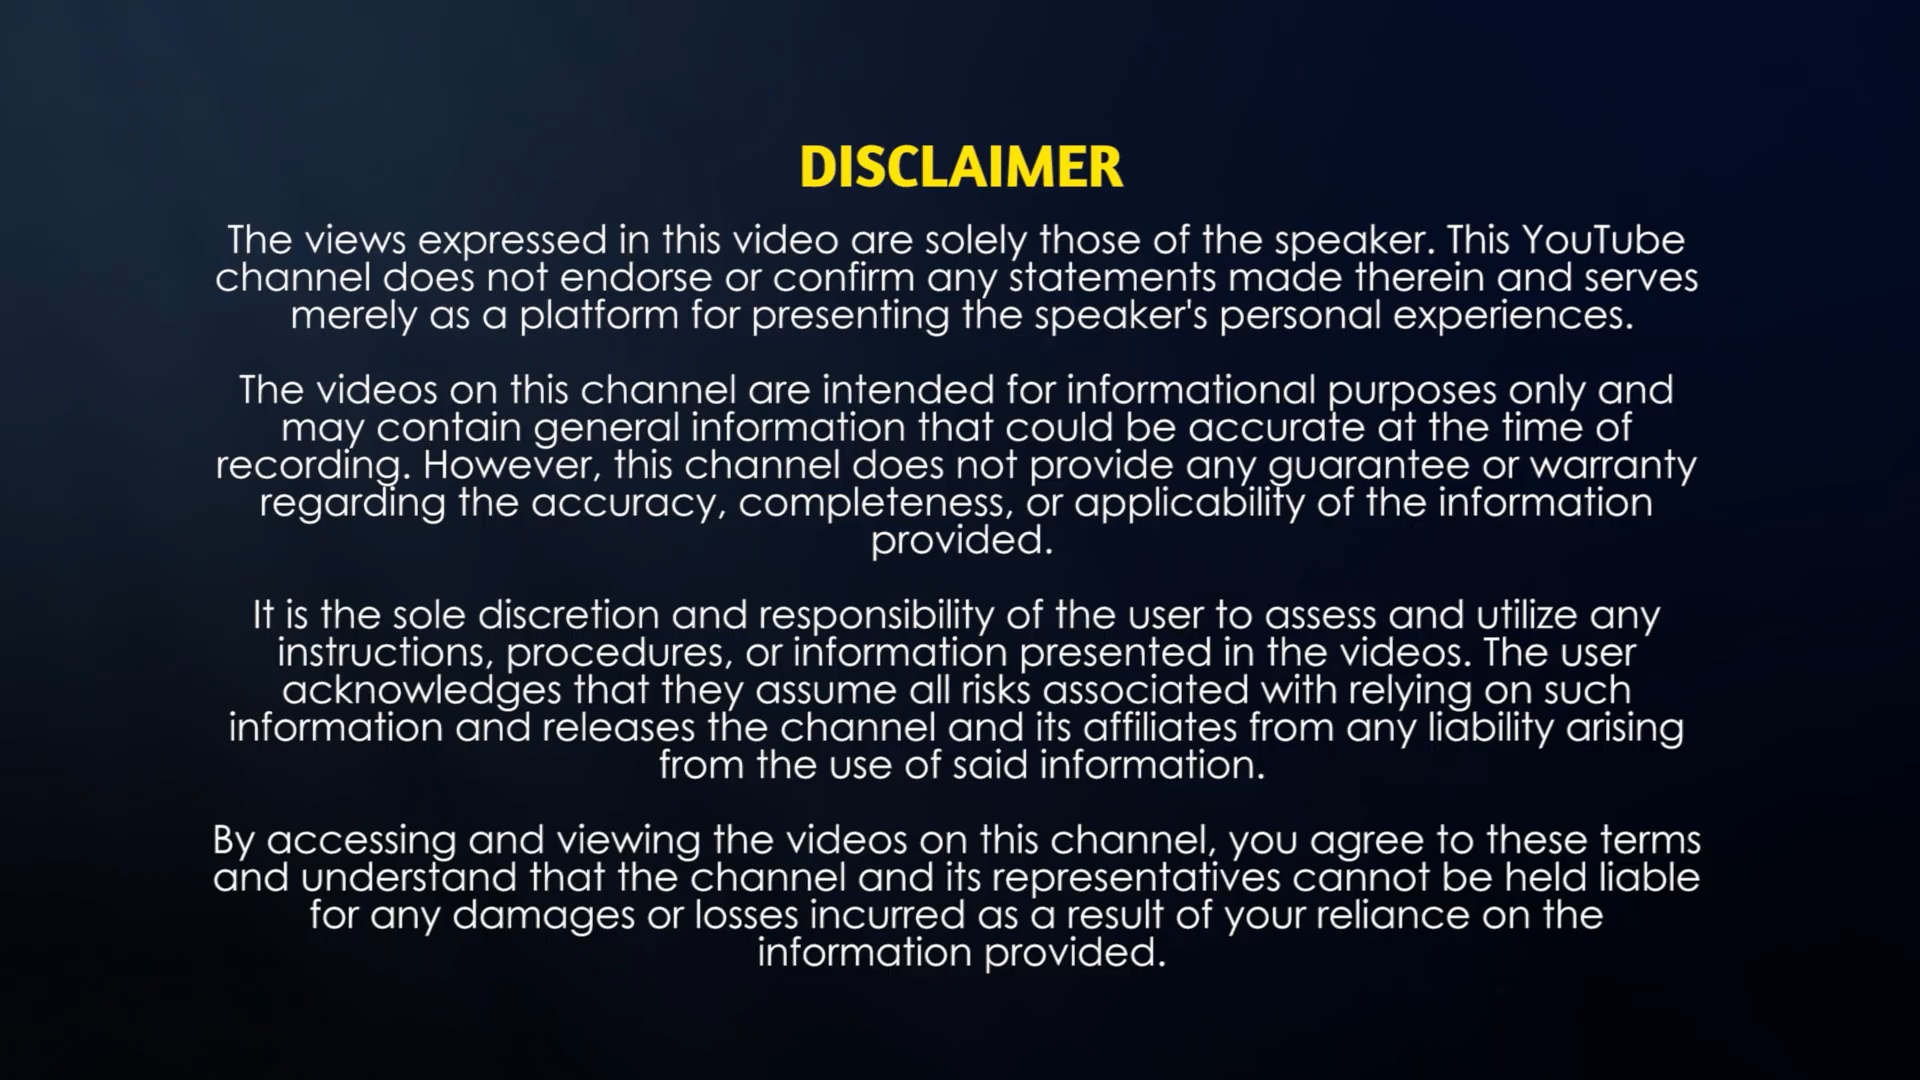 DISCLAIMER
The views expressed in this video are solely those of the speaker. This YouTube
channel does not endorse or confirm any statements made therein and serves
merely as a platform for presenting the speaker's personal experiences.
The videos on this channel are intended for informational purposes only and
may contain general information that could be accurate at the time of
recording. However, this channel does not provide any guarantee or warranty
regarding the accuracy, completeness, or applicability of the information
provided.
It is the sole discretion and responsibility of the user to assess and utilize any
instructions, procedures, or information presented in the videos. The user
acknowledges that they assume all risks associated with relying on such
information and releases the channel and its affiliates from any liability arising
from the use of said information.
By accessing and viewing the videos on this channel, you agree to these terms
and understand that the channel and its representatives cannot be held liable
for any damages or losses incurred as a result of your reliance on the
information provided.